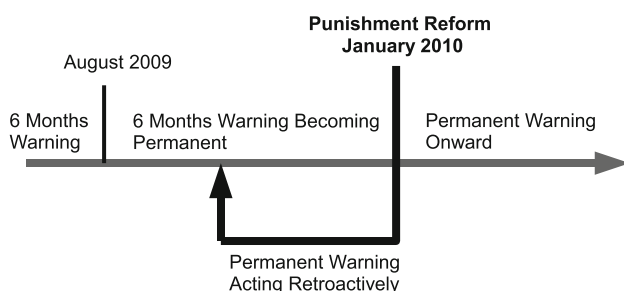 Punishment Reform
January 2010
August 2009
6 Months
Warning
6 Months Warning Becoming
Permanent
Permanent Warning
Onward
Permanent Warning
Acting Retroactively